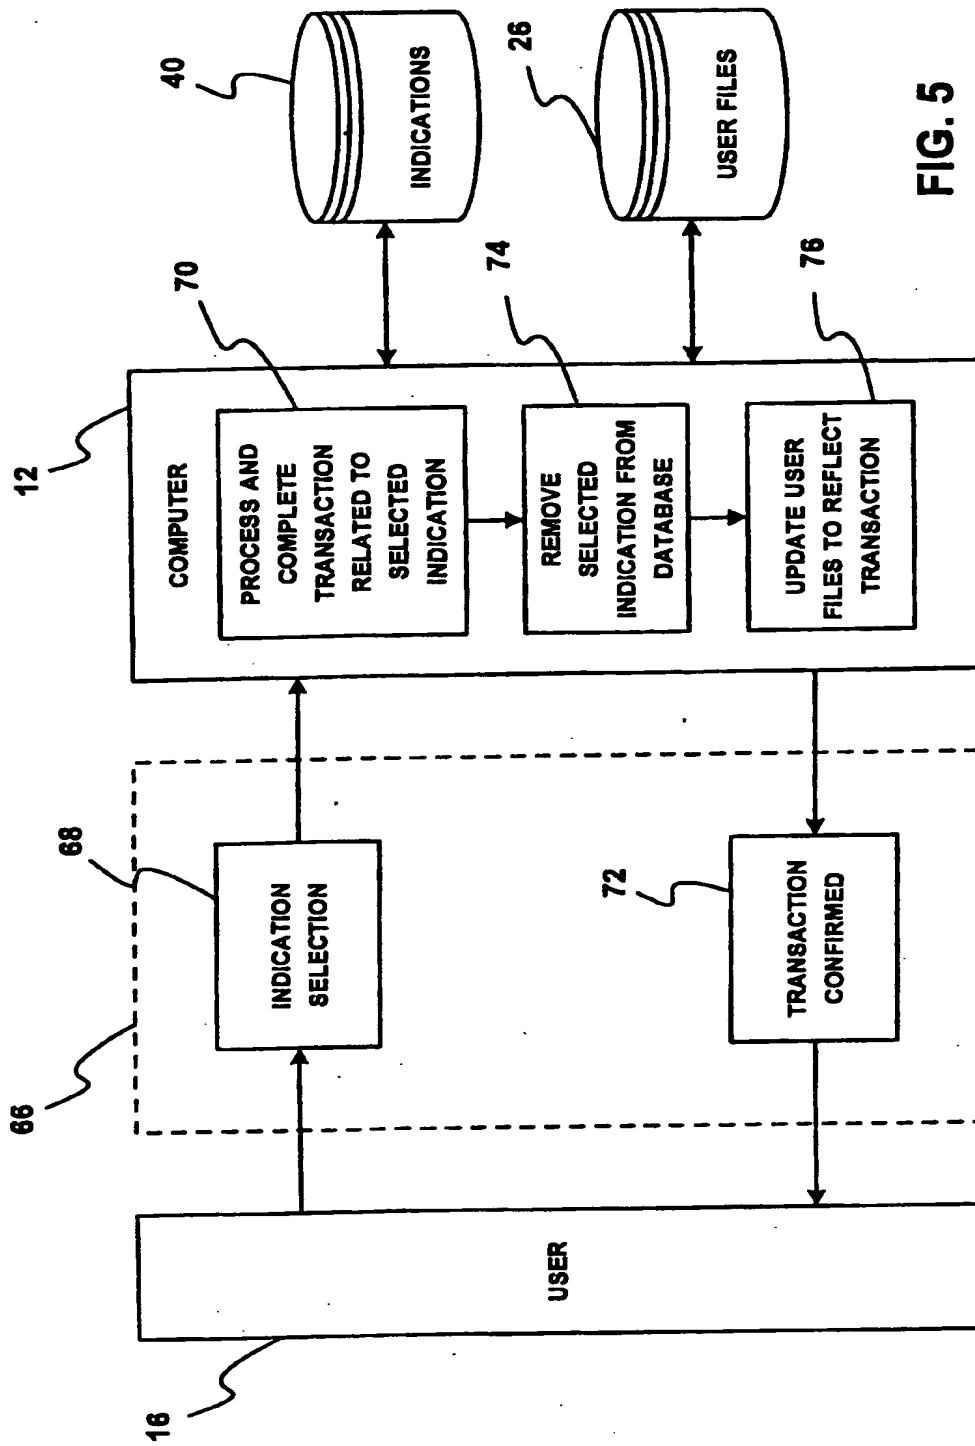 16
USER
66
68
INDICATION
SELECTION
72
TRANSACTION
CONFIRMED
12
COMPUTER
70
PROCESS AND
COMPLETE
TRANSACTION
RELATED TO
SELECTED
INDICATION
74
REMOVE
SELECTED
INDICATION FROM
DATABASE
76
UPDATE USER
FILES TO REFLECT
TRANSACTION
40
INDICATIONS
26
USER FILES
FIG. 5